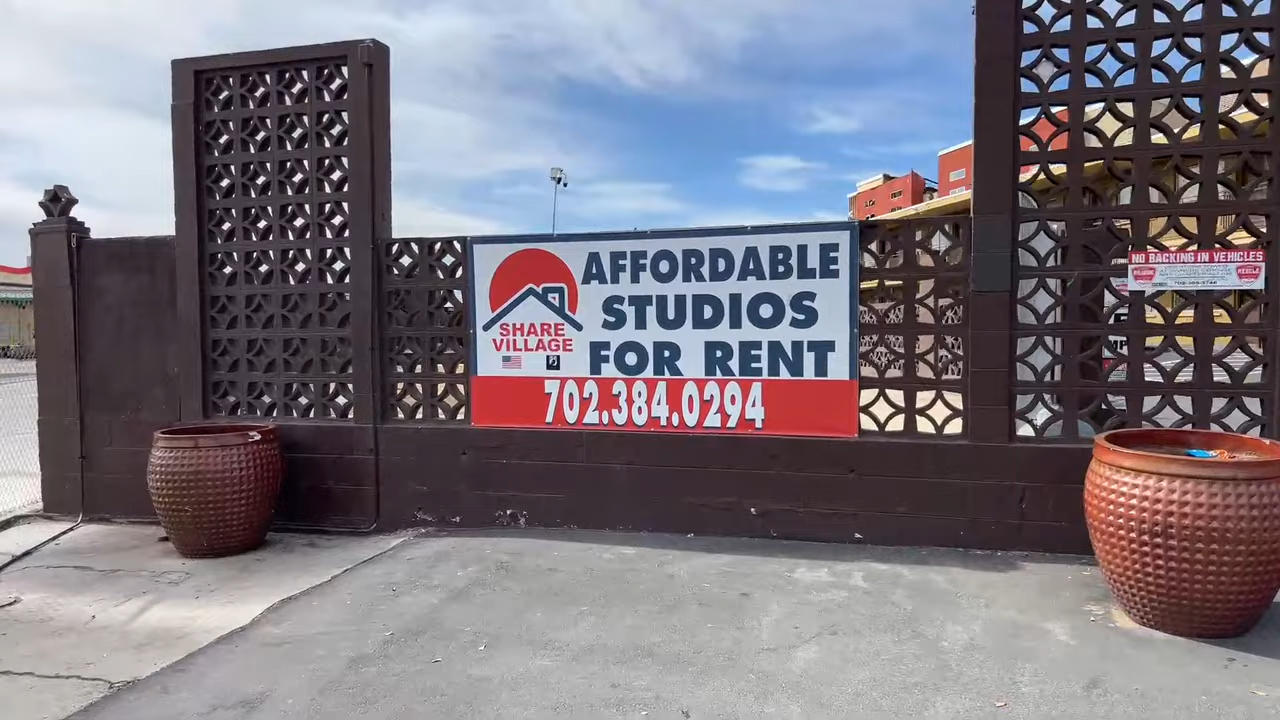 AFFORDABLE
STUDIOS
FOR RENT
SHARE
VILLAGE
702.384.0294
NO BACKING IN VEHICLES